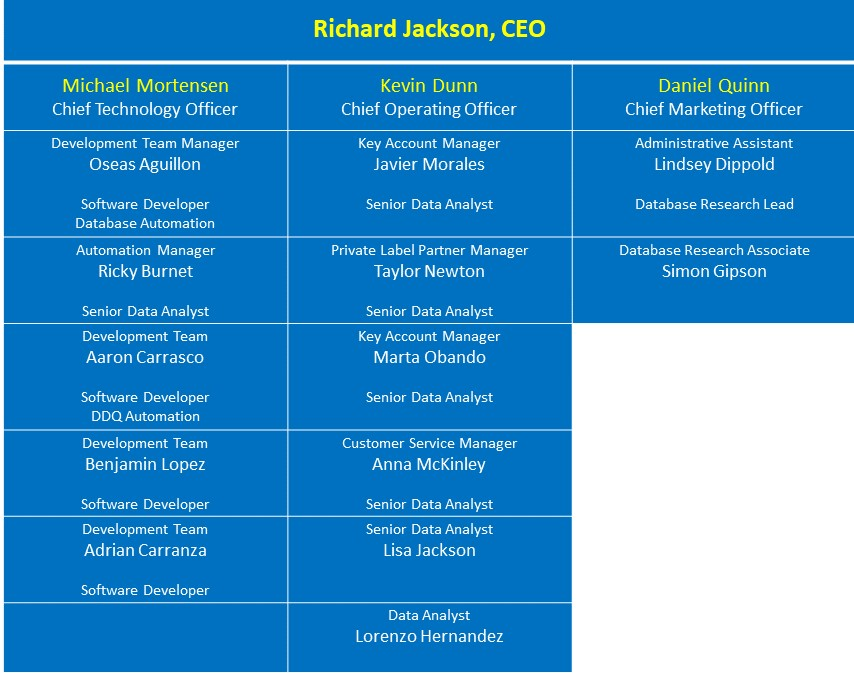 Richard Jackson, CEO
Michael Mortensen
Chief Technology Officer
Kevin Dunn
Chief Operating Officer
Daniel Quinn
Chief Marketing Officer
Development Team Manager
Oseas Aguillon
Software Developer
Database Automation
Key Account Manager
Javier Morales
Senior Data Analyst
Administrative Assistant
Lindsey Dippold
Database Research Lead
Automation Manager
Ricky Burnet
Senior Data Analyst
Private Label Partner Manager
Taylor Newton
Senior Data Analyst
Database Research Associate
Simon Gipson
Development Team
Aaron Carrasco
Software Developer
DDQ Automation
Key Account Manager
Marta Obando
Senior Data Analyst
Development Team
Benjamin Lopez
Software Developer
Customer Service Manager
Anna McKinley
Senior Data Analyst
Development Team
Adrian Carranza
Software Developer
Senior Data Analyst
Lisa Jackson
Data Analyst
Lorenzo Hernandez